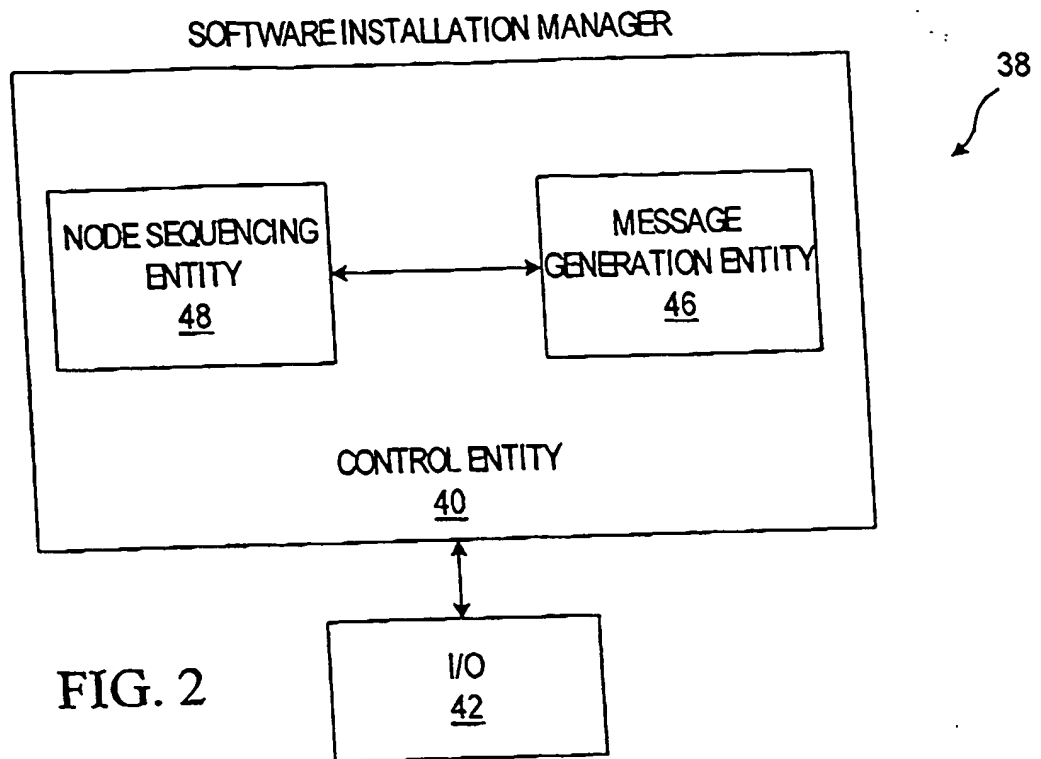 SOFTWARE INSTALLATION MANAGER
38
NODE SEQUENCING
ENTITY
48
MESSAGE
GENERATION ENTITY
46
CONTROL ENTITY
40
I/O
42
FIG. 2